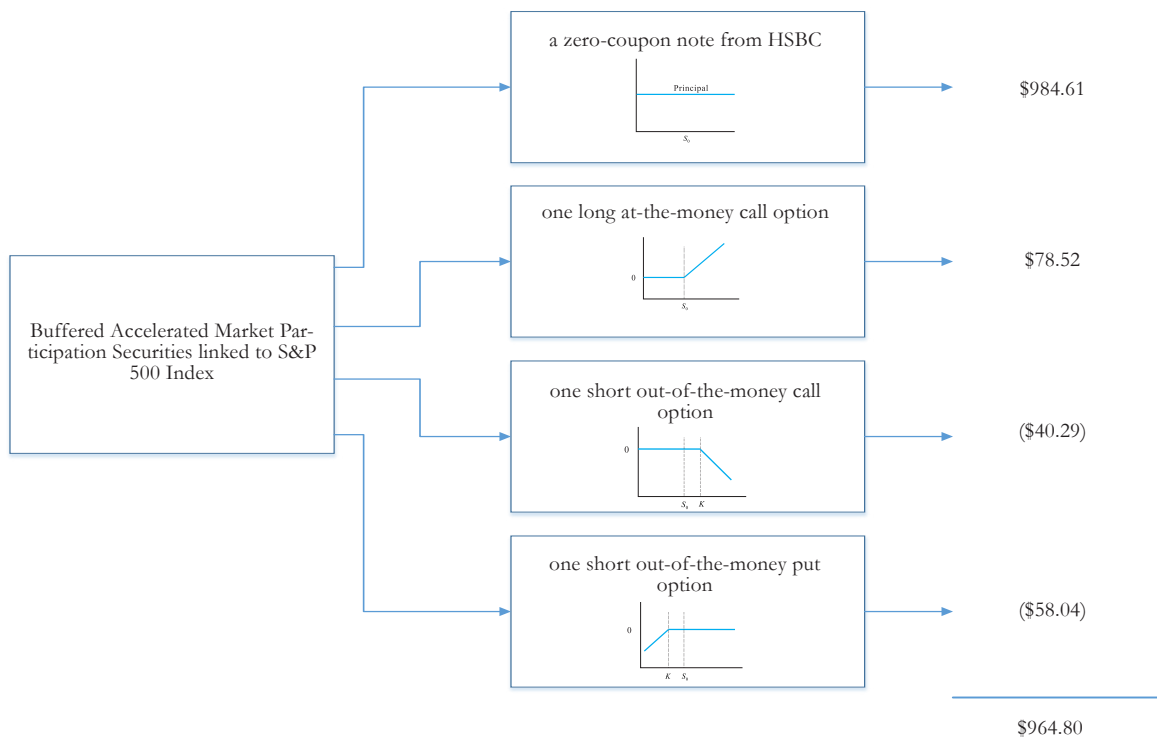 a zero-coupon note from HSBC
Principal
S₀
$984.61
one long at-the-money call option
0
S₀
$78.52
Buffered Accelerated Market Par-
ticipation Securities linked to S&P
500 Index
one short out-of-the-money call
option
0
S₀ K
($40.29)
one short out-of-the-money put
option
0
K S₀
($58.04)
$964.80